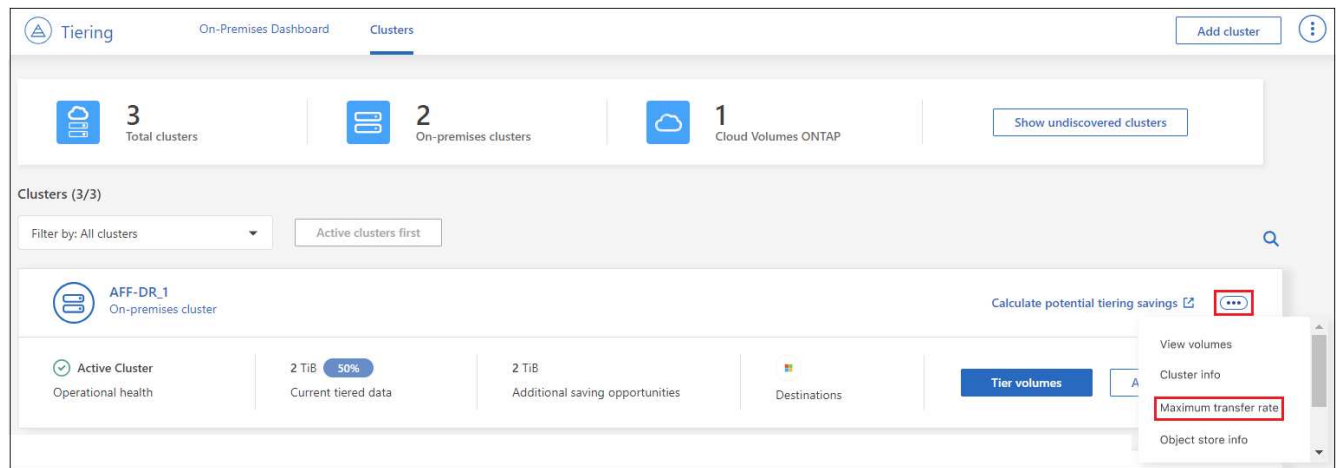 Tiering
On-Premises Dashboard
Clusters
Add cluster
3
Total clusters
2
On-premises clusters
1
Cloud Volumes ONTAP
Show undiscovered clusters
Clusters (3/3)
Filter by: All clusters
Active clusters first
AFF-DR_1
On-premises cluster
Calculate potential tiering savings
View volumes
Cluster info
Maximum transfer rate
Object store info
Active Cluster
Operational health
2 TiB 50%
Current tiered data
2 TiB
Additional saving opportunities
Destinations
Tier volumes
A